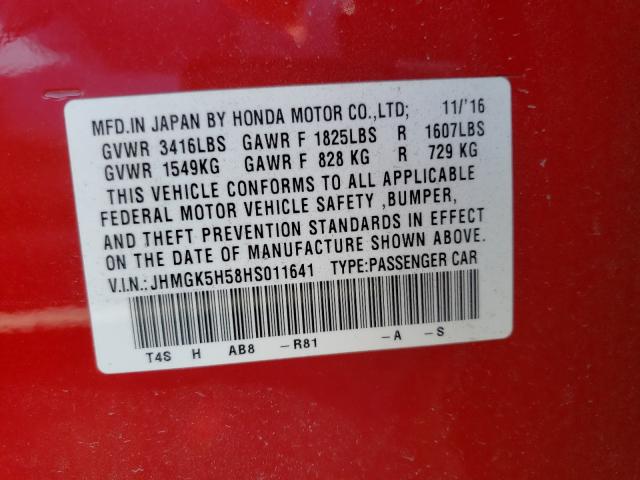 MFD.IN JAPAN BY HONDA MOTOR CO.,LTD; 11/'16
GVWR 3416LBS GAWR F 1825LBS R 1607LBS
GVWR 1549KG GAWR F 828 KG R 729 KG
THIS VEHICLE CONFORMS TO ALL APPLICABLE
FEDERAL MOTOR VEHICLE SAFETY ,BUMPER,
AND THEFT PREVENTION STANDARDS IN EFFECT
ON THE DATE OF MANUFACTURE SHOWN ABOVE.
V.I.N.: JHMGK5H58HS011641 TYPE:PASSENGER CAR
T4S H AB8 -R81 -A -S